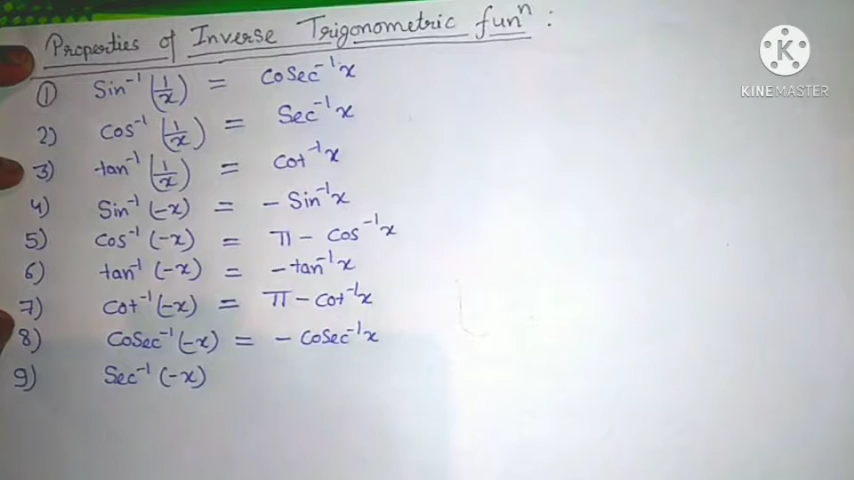 Properties of Inverse Trigonometric funⁿ :
① Sin⁻¹ (1/x) = CoSec⁻¹x
2) Cos⁻¹ (1/x) = Sec⁻¹x
3) tan⁻¹ (1/x) = Cot⁻¹x
4) Sin⁻¹ (-x) = - Sin⁻¹x
5) Cos⁻¹ (-x) = π - Cos⁻¹x
6) tan⁻¹ (-x) = -tan⁻¹x
7) Cot⁻¹ (-x) = π - Cot⁻¹x
8) CoSec⁻¹ (-x) = - CoSec⁻¹x
9) Sec⁻¹ (-x)
K
KINEMASTER